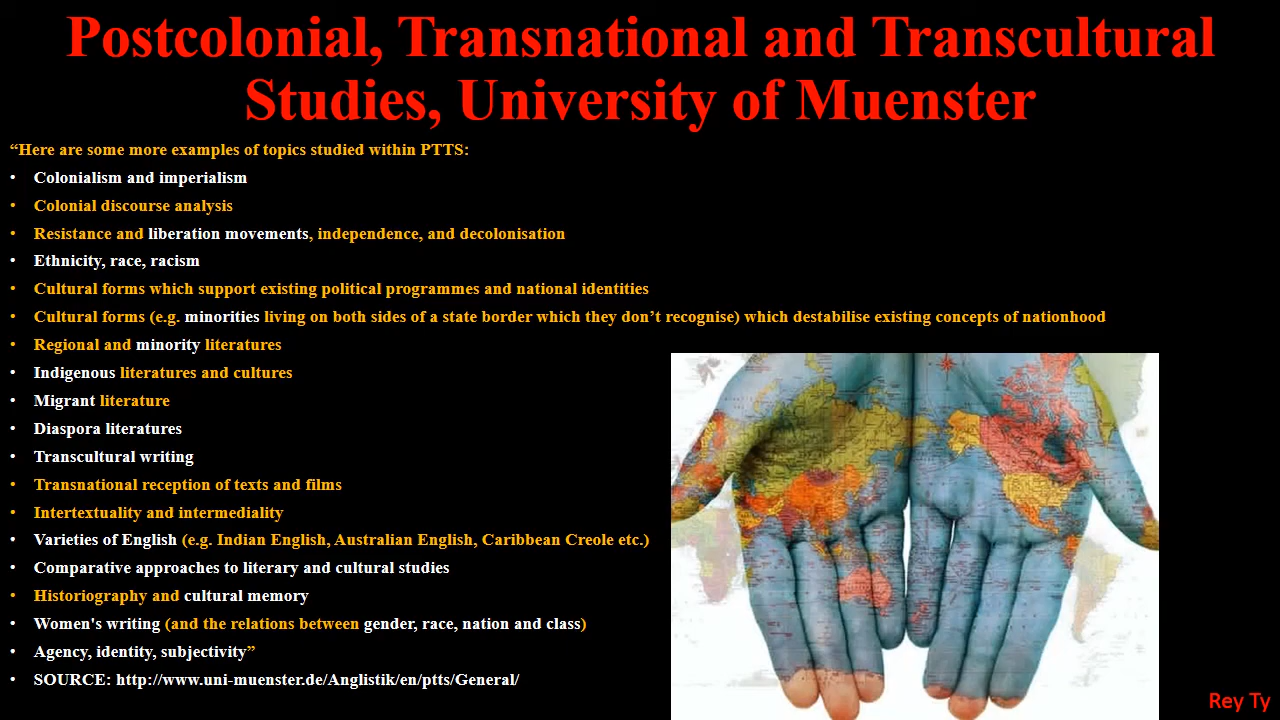 Postcolonial, Transnational and Transcultural
Studies, University of Muenster
“Here are some more examples of topics studied within PTTS:
• Colonialism and imperialism
• Colonial discourse analysis
• Resistance and liberation movements, independence, and decolonisation
• Ethnicity, race, racism
• Cultural forms which support existing political programmes and national identities
• Cultural forms (e.g. minorities living on both sides of a state border which they don’t recognise) which destabilise existing concepts of nationhood
• Regional and minority literatures
• Indigenous literatures and cultures
• Migrant literature
• Diaspora literatures
• Transcultural writing
• Transnational reception of texts and films
• Intertextuality and intermediality
• Varieties of English (e.g. Indian English, Australian English, Caribbean Creole etc.)
• Comparative approaches to literary and cultural studies
• Historiography and cultural memory
• Women's writing (and the relations between gender, race, nation and class)
• Agency, identity, subjectivity”
• SOURCE: http://www.uni-muenster.de/Anglistik/en/ptts/General/
Rey Ty